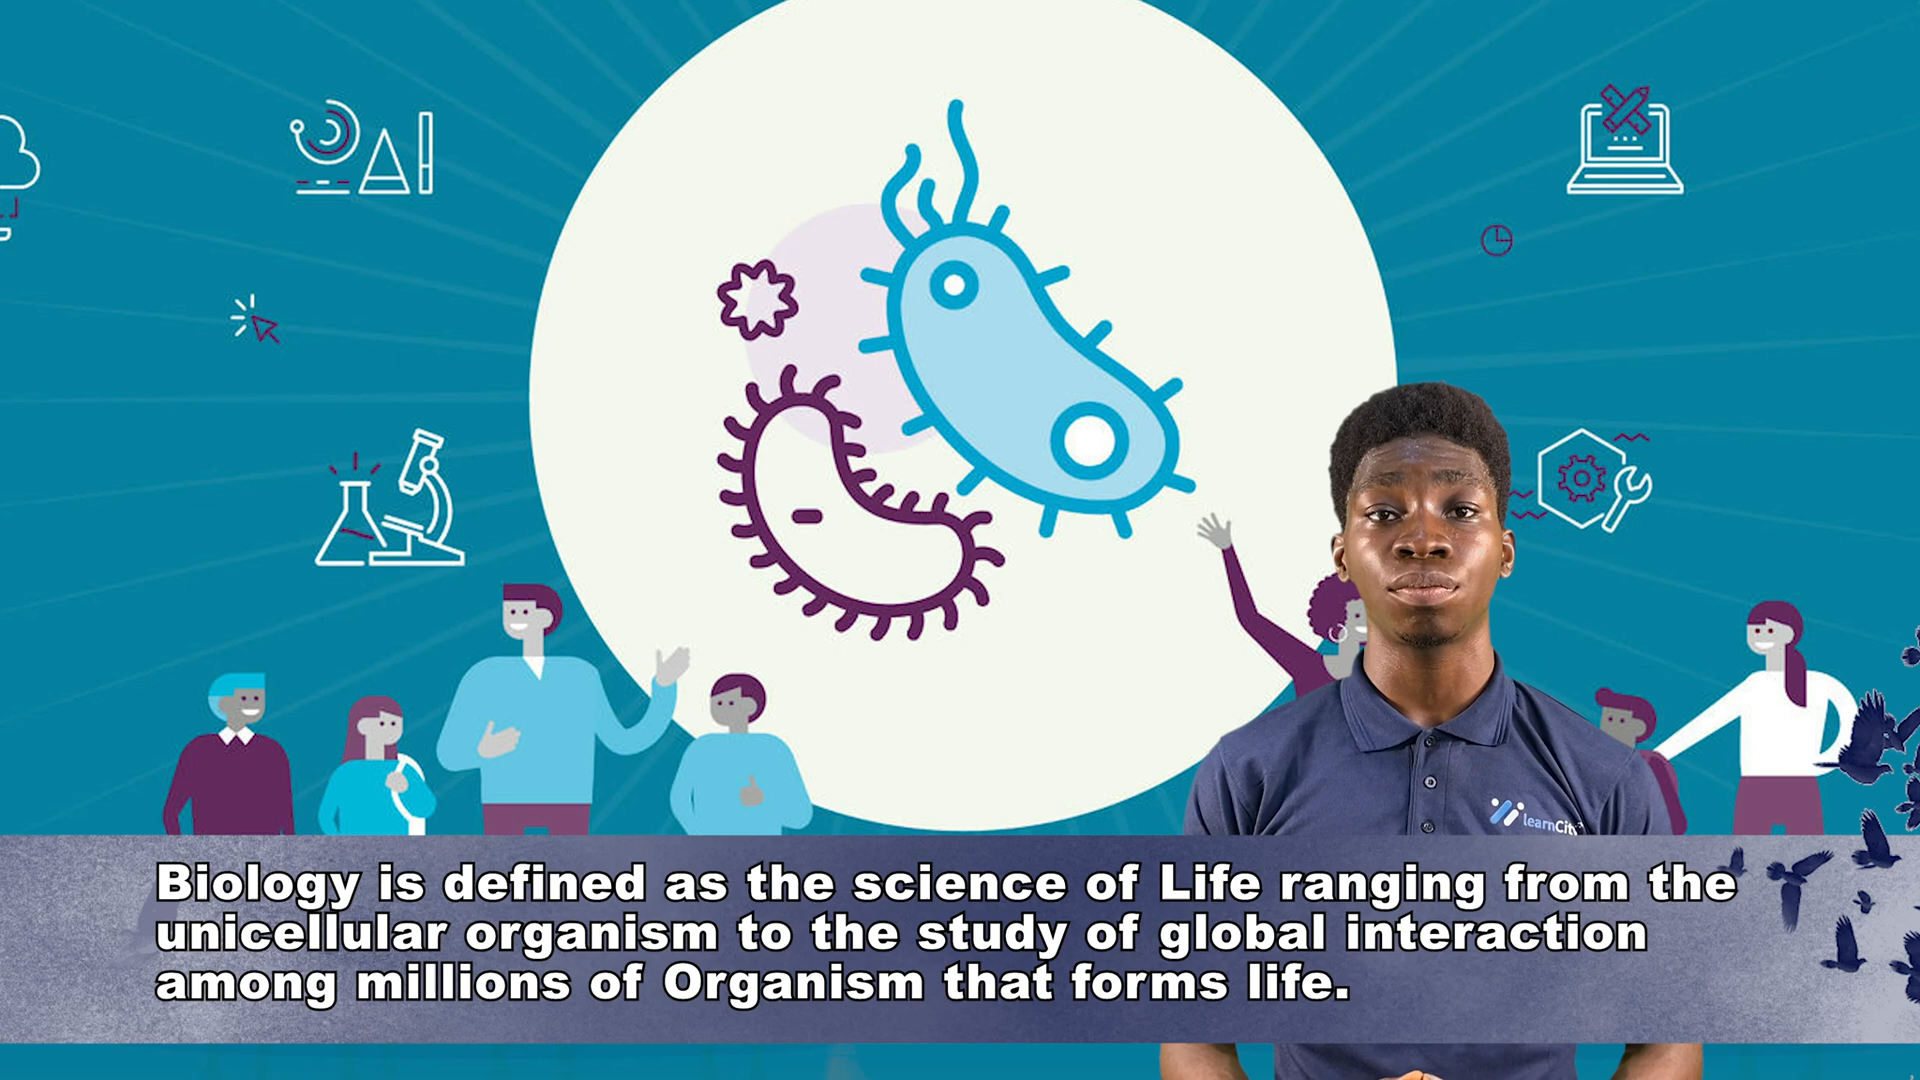 learnCity
Biology is defined as the science of Life ranging from the
unicellular organism to the study of global interaction
among millions of Organism that forms life.